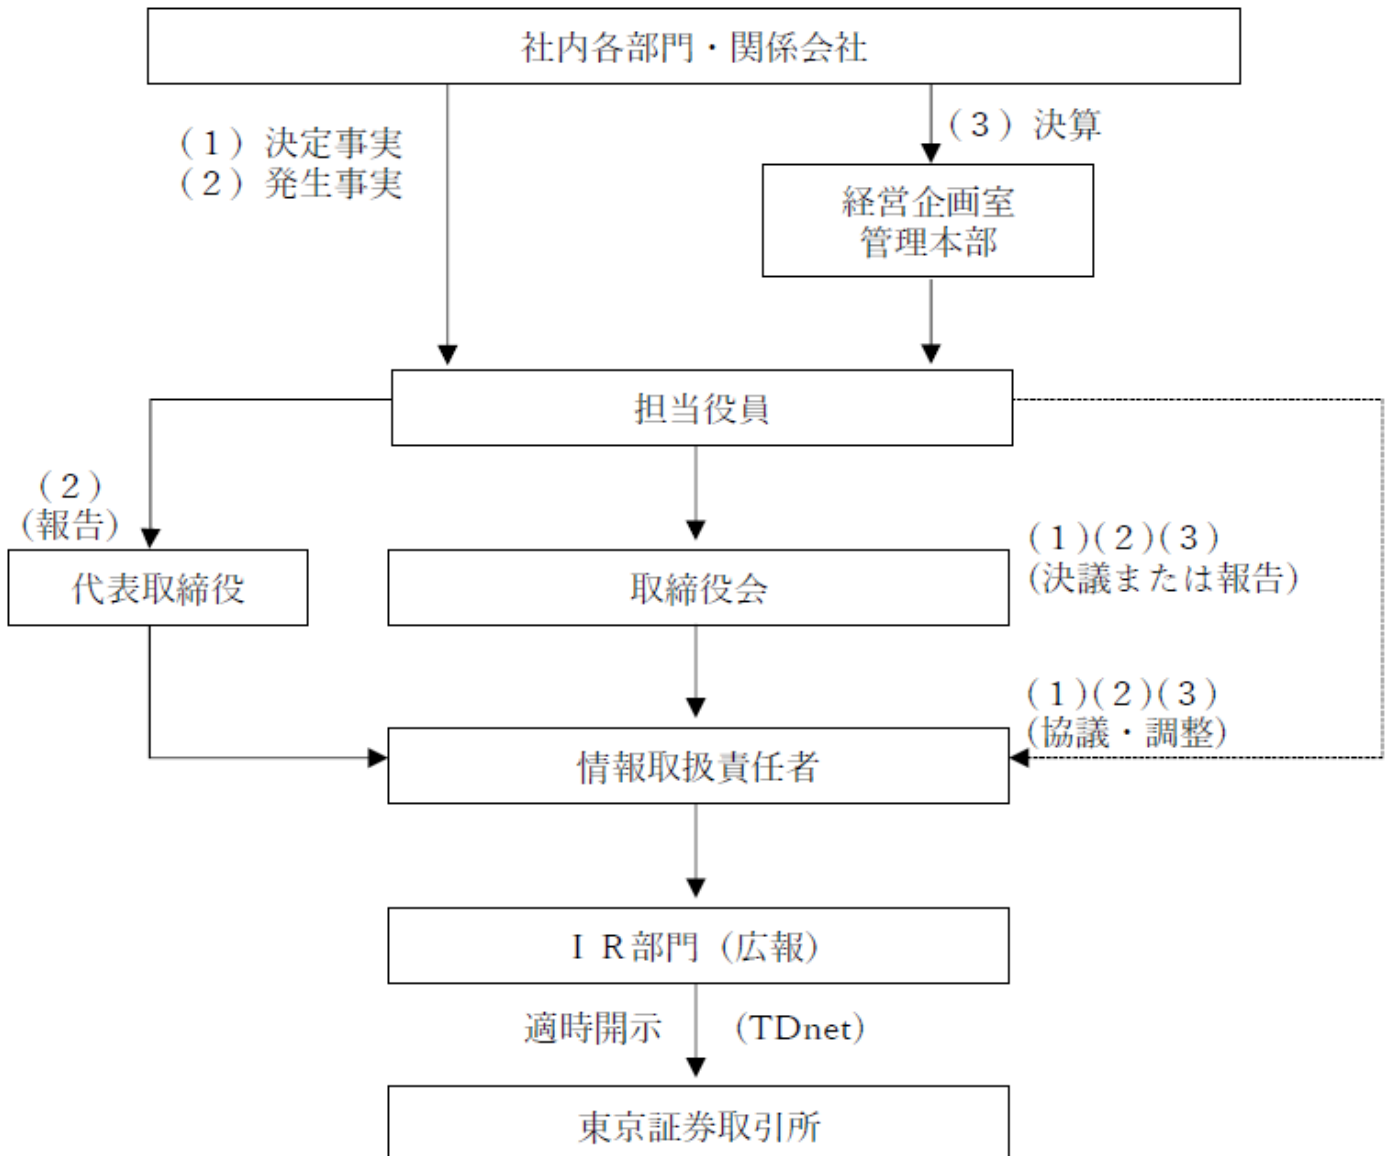 社内各部門・関係会社
（１）決定事実
（２）発生事実
（３）決算
経営企画室
管理本部
担当役員
（２）
(報告)
代表取締役
取締役会
(１)(２)(３)
(決議または報告)
(１)(２)(３)
(協議・調整)
情報取扱責任者
ＩＲ部門（広報）
適時開示 (TDnet)
東京証券取引所